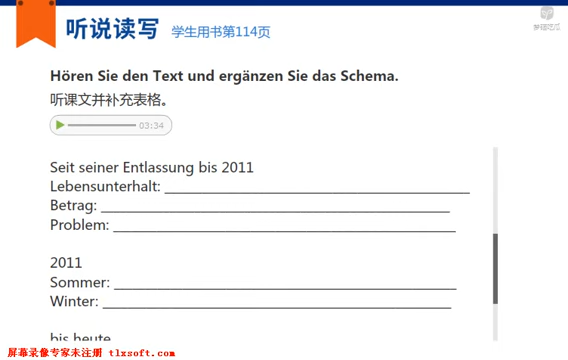 听说读写 学生用书第114页
Hören Sie den Text und ergänzen Sie das Schema.
听课文并补充表格。
03:34
Seit seiner Entlassung bis 2011
Lebensunterhalt:
Betrag:
Problem:
2011
Sommer:
Winter:
bis heute
屏幕录像专家未注册 tlxsoft.com